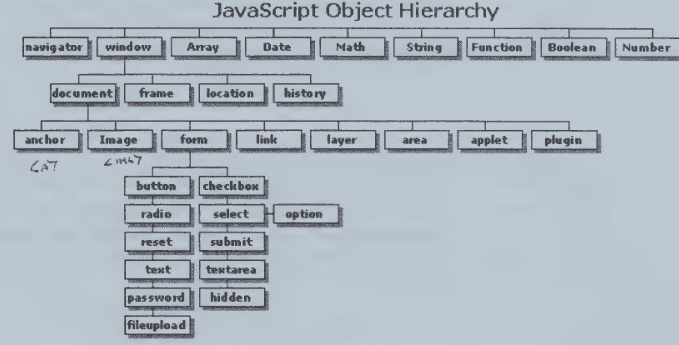 JavaScript Object Hierarchy
navigator window Array Date Math String Function Boolean Number
document frame location history
anchor Image form link layer area applet plugin
<a> <img>
button checkbox
radio select option
reset submit
text textarea
password hidden
fileupload